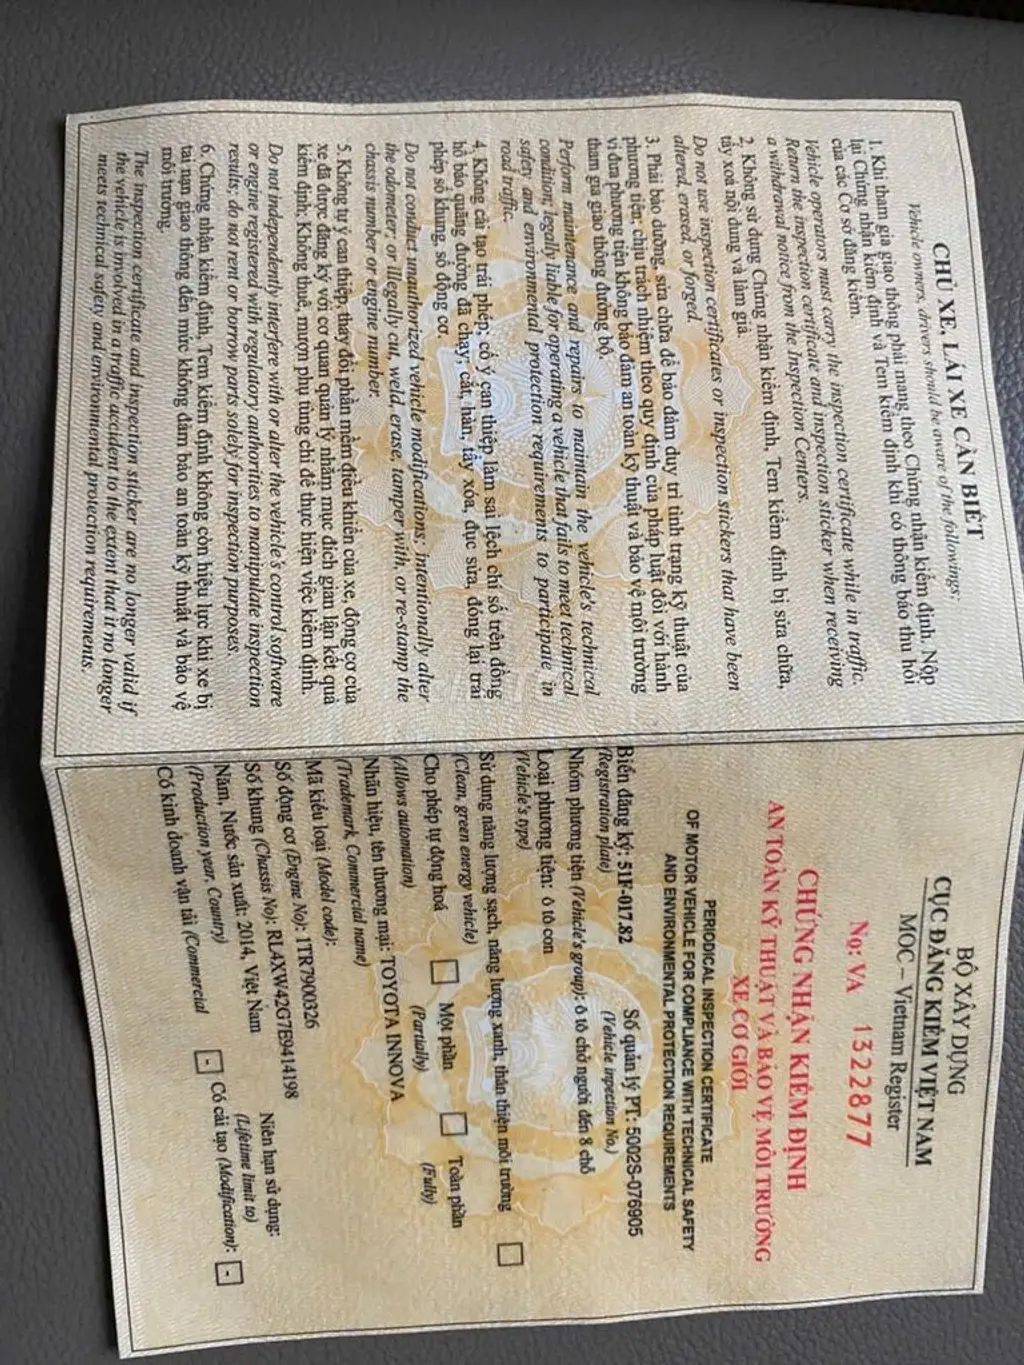 CHỦ XE, LÁI XE CẦN BIẾT
Vehicle owners, drivers should be aware of the followings:
1. Khi tham gia giao thông phải mang theo Chứng nhận kiểm định. Nộp
lại Chứng nhận kiểm định và Tem kiểm định khi có thông báo thu hồi
của các Cơ sở đăng kiểm.
Vehicle operators must carry the inspection certificate while in traffic.
Return the inspection certificate and inspection sticker when receiving
a withdrawal notice from the Inspection Centers.
2. Không sử dụng Chứng nhận kiểm định, Tem kiểm định bị sửa chữa,
tẩy xoá nội dung và làm giả.
Do not use inspection certificates or inspection stickers that have been
altered, erased, or forged.
3. Phải bảo dưỡng, sửa chữa để bảo đảm duy trì tình trạng kỹ thuật của
phương tiện; chịu trách nhiệm theo quy định của pháp luật đối với hành
vi đưa phương tiện không bảo đảm an toàn kỹ thuật và bảo vệ môi trường
tham gia giao thông đường bộ.
Perform maintenance and repairs to maintain the vehicle's technical
condition; legally liable for operating a vehicle that fails to meet technical
safety and environmental protection requirements to participate in
road traffic.
4. Không cải tạo trái phép; cố ý can thiệp làm sai lệch chỉ số trên đồng
hồ báo quãng đường đã chạy; cắt, hàn, tẩy xóa, đục sửa, đóng lại trái
phép số khung, số động cơ.
Do not conduct unauthorized vehicle modifications; intentionally alter
the odometer; or illegally cut, weld, erase, tamper with, or re-stamp the
chassis number or engine number.
5. Không tự ý can thiệp, thay đổi phần mềm điều khiển của xe, động cơ của
xe đã được đăng ký với cơ quan quản lý nhằm mục đích gian lận kết quả
kiểm định; Không thuê, mượn phụ tùng chỉ để thực hiện việc kiểm định.
Do not independently interfere with or alter the vehicle's control software
or engine registered with regulatory authorities to manipulate inspection
results; do not rent or borrow parts solely for inspection purposes.
6. Chứng nhận kiểm định, Tem kiểm định không còn hiệu lực khi xe bị
tai nạn giao thông đến mức không đảm bảo an toàn kỹ thuật và bảo vệ
môi trường.
The inspection certificate and inspection sticker are no longer valid if
the vehicle is involved in a traffic accident to the extent that it no longer
meets technical safety and environmental protection requirements.
BỘ XÂY DỰNG
CỤC ĐĂNG KIỂM VIỆT NAM
MOC – Vietnam Register
No: VA 1322877
CHỨNG NHẬN KIỂM ĐỊNH
AN TOÀN KỸ THUẬT VÀ BẢO VỆ MÔI TRƯỜNG
XE CƠ GIỚI
PERIODICAL INSPECTION CERTIFICATE
OF MOTOR VEHICLE FOR COMPLIANCE WITH TECHNICAL SAFETY
AND ENVIRONMENTAL PROTECTION REQUIREMENTS
Biển đăng ký: 51F-017.82 Số quản lý PT: 5002S-076905
(Registration plate) (Vehicle inpection No.)
Nhóm phương tiện (Vehicle's group): ô tô chở người đến 8 chỗ
Loại phương tiện: ô tô con
(Vehicle's type)
Sử dụng năng lượng sạch, năng lượng xanh, thân thiện môi trường
(Clean, green energy vehicle)
Cho phép tự động hoá Một phần Toàn phần
(Allows automation) (Partially) (Fully)
Nhãn hiệu, tên thương mại: TOYOTA INNOVA
(Trademark, Commercial name)
Mã kiểu loại (Model code):
Số động cơ (Engine No): 1TR7900326
Số khung (Chassis No): RL4XW42G7E9414198
Năm, Nước sản xuất: 2014, Việt Nam Niên hạn sử dụng:
(Production year, Country) (Lifetime limit to)
Có kinh doanh vận tải (Commercial - Có cải tạo (Modification): -